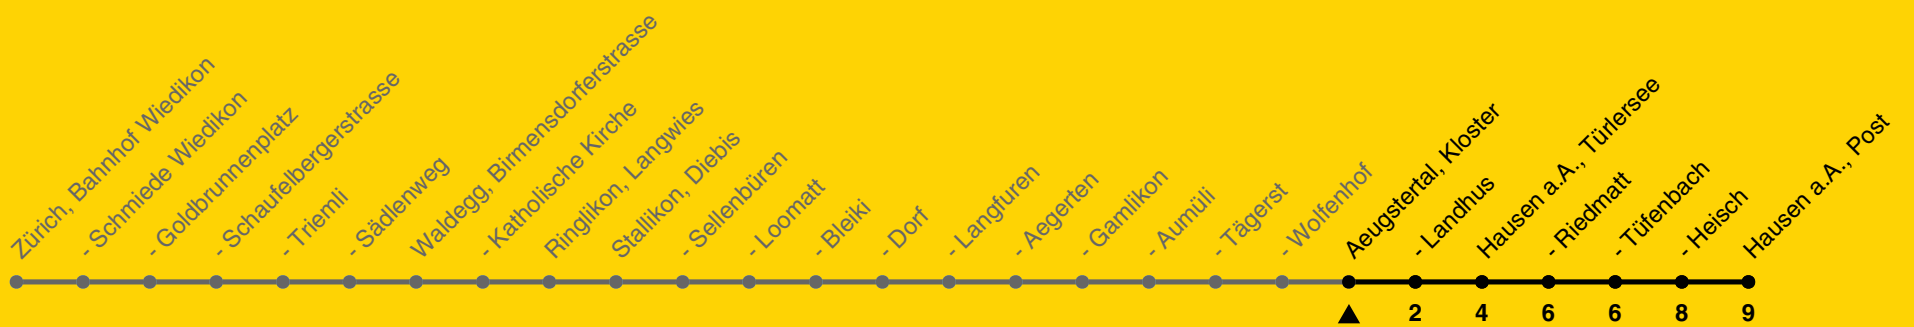 Zürich, Bahnhof Wiedikon
- Schmiede Wiedikon
- Goldbrunnenplatz
- Schaufelbergerstrasse
- Triemli
- Sädlenweg
Waldegg, Birmensdorferstrasse
- Katholische Kirche
Ringlikon, Langwies
Stallikon, Diebis
- Sellenbüren
- Loomatt
- Bleiki
- Dorf
- Langfuren
- Aegerten
- Gamlikon
- Aumüli
- Tägerst
- Wolfenhof
Aeugstertal, Kloster
- Landhus
Hausen a.A., Türlersee
- Riedmatt
- Tüfenbach
- Heisch
Hausen a.A., Post
2 4 6 6 8 9